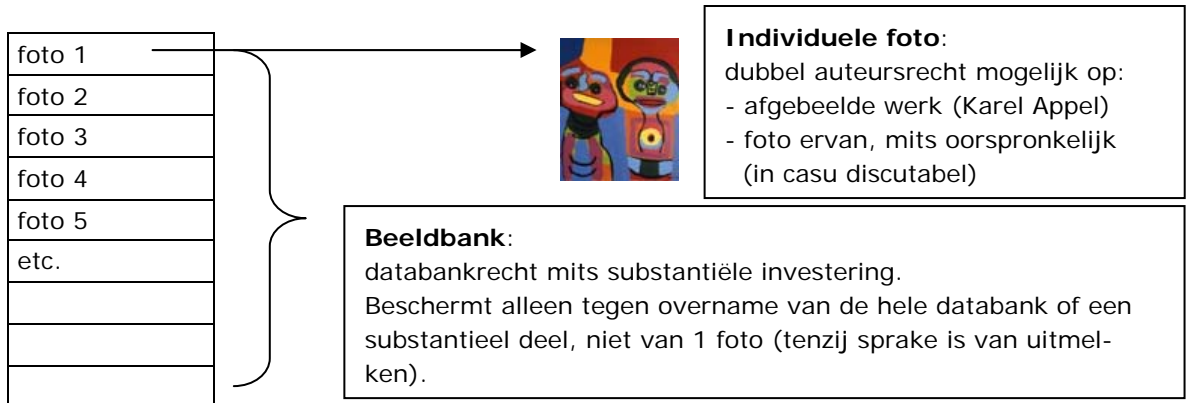 foto 1
foto 2
foto 3
foto 4
foto 5
etc.
Individuele foto:
dubbel auteursrecht mogelijk op:
- afgebeelde werk (Karel Appel)
- foto ervan, mits oorspronkelijk
(in casu discutabel)
Beeldbank:
databankrecht mits substantiële investering.
Beschermt alleen tegen overname van de hele databank of een
substantieel deel, niet van 1 foto (tenzij sprake is van uitmel-
ken).